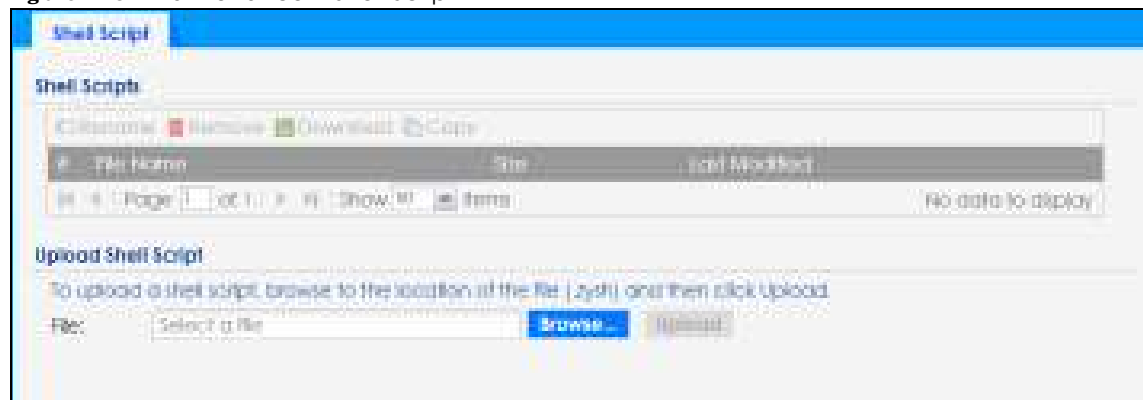 Shell Script
Shell Scripts
Rename Remove Download Copy
# File Name Size Last Modified
Page 1 of 1 Show 50 items No data to display
Upload Shell Script
To upload a shell script, browse to the location of the file (.zysh) and then click Upload.
File: Select a file Browse... Upload